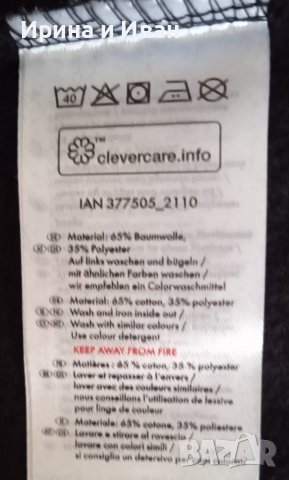 Ирина и Иван
40
™
clevercare.info
IAN 377505_2110
Material: 65% Baumwolle,
35% Polyester
Auf links waschen und bügeln /
mit ähnlichen Farben waschen /
wir empfehlen ein Colorwaschmittel
Material: 65% cotton, 35% polyester
Wash and iron inside out /
Wash with similar colours /
Use colour detergent
KEEP AWAY FROM FIRE
Matières : 65 % coton, 35 % polyester
Laver et repasser à l'envers /
laver avec des couleurs similaires /
nous conseillons l'utilisation de lessive
pour linge de couleur
Materiale: 65% cotone, 35% poliestere
Lavare e stirare al rovescio /
lavare con colori simili /
si consiglia un detersivo per capi colorati
BAZAR